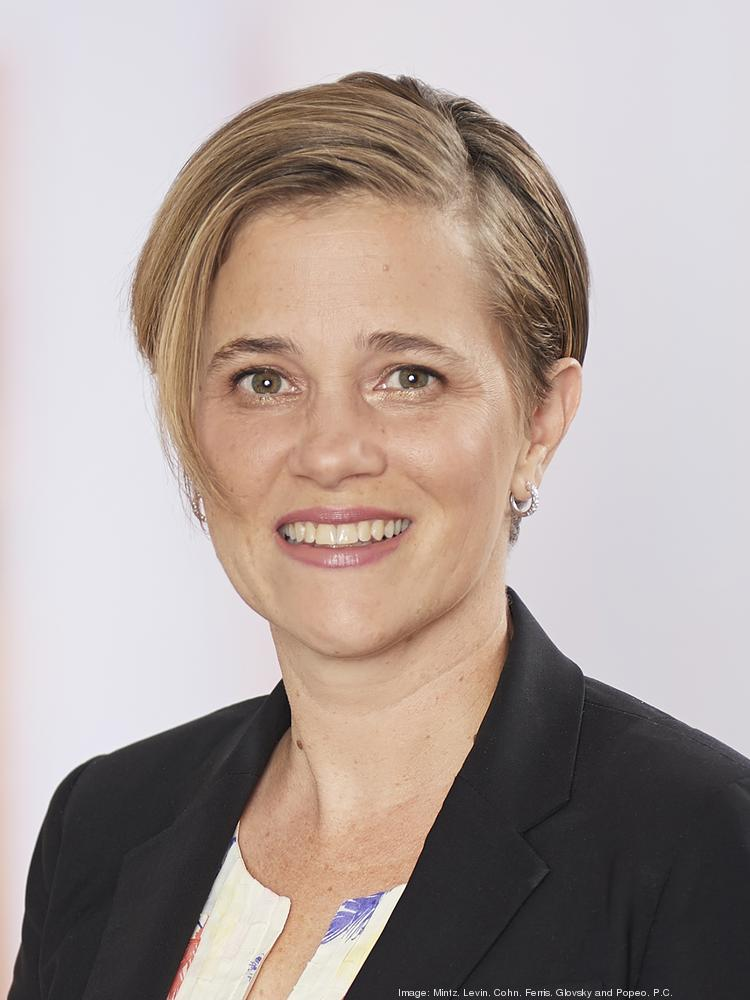 Image: Mintz, Levin, Cohn, Ferris, Glovsky and Popeo, P.C.